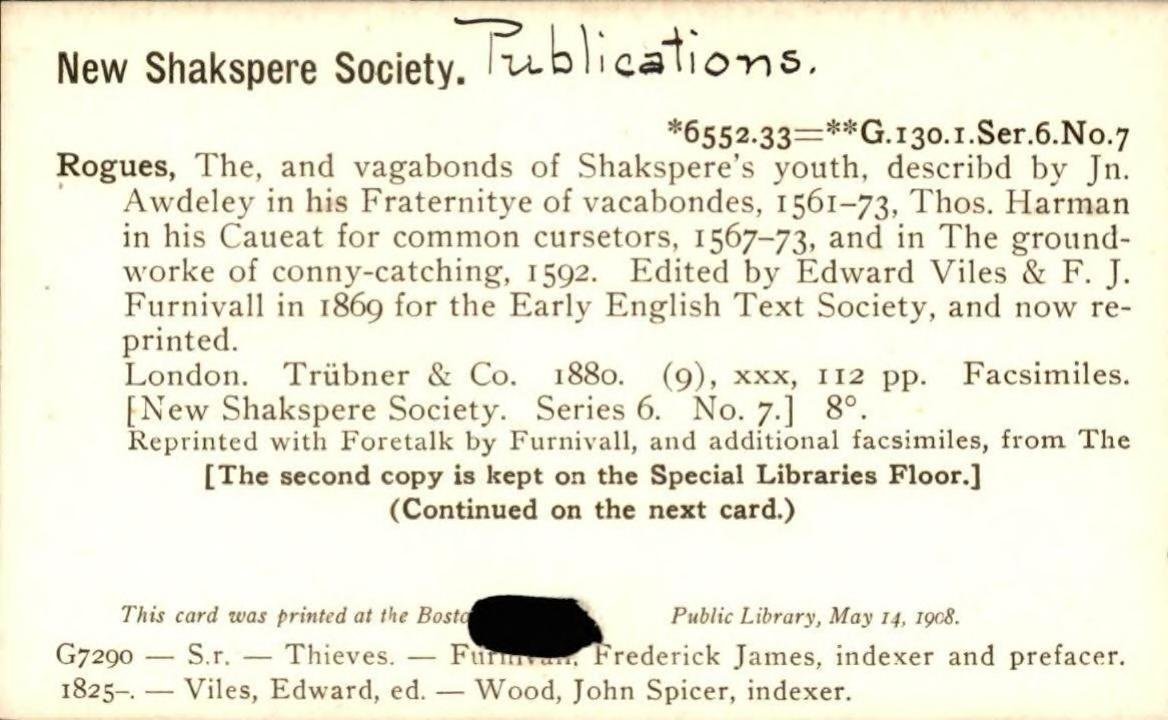 New Shakspere Society. Publications.
*6552.33=**G.130.1.Ser.6.No.7
Rogues, The, and vagabonds of Shakspere's youth, describd by Jn.
Awdeley in his Fraternitye of vacabondes, 1561–73, Thos. Harman
in his Caueat for common cursetors, 1567–73, and in The ground-
worke of conny-catching, 1592. Edited by Edward Viles & F. J.
Furnivall in 1869 for the Early English Text Society, and now re-
printed.
London. Trübner & Co. 1880. (9), xxx, 112 pp. Facsimiles.
[New Shakspere Society. Series 6. No. 7.] 8°.
Reprinted with Foretalk by Furnivall, and additional facsimiles, from The
[The second copy is kept on the Special Libraries Floor.]
(Continued on the next card.)
This card was printed at the Bosto Public Library, May 14, 1908.
G7290 — S.r. — Thieves. — Furnivall, Frederick James, indexer and prefacer.
1825–. — Viles, Edward, ed. — Wood, John Spicer, indexer.